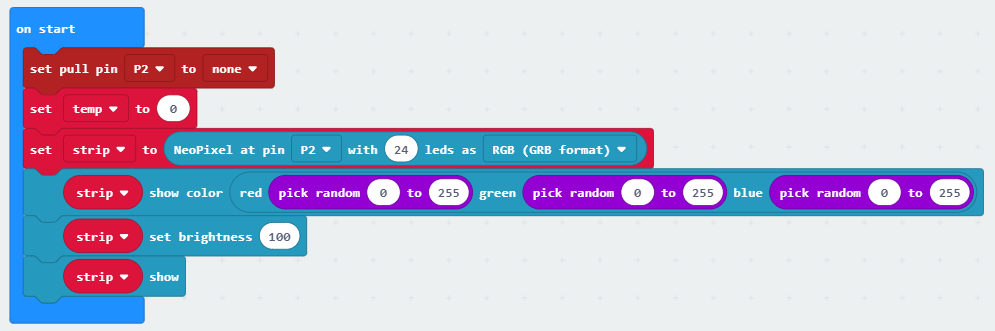 on start
set pull pin P2 to none
set temp to 0
set strip to NeoPixel at pin P2 with 24 leds as RGB (GRB format)
strip show color red pick random 0 to 255 green pick random 0 to 255 blue pick random 0 to 255
strip set brightness 100
strip show